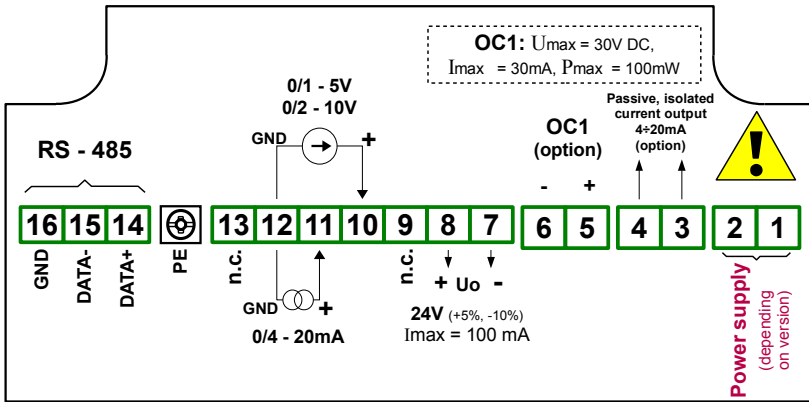 OC1: Umax = 30V DC,
Imax = 30mA, Pmax = 100mW
0/1 - 5V
0/2 - 10V
Passive, isolated
current output
4÷20mA
(option)
OC1
(option)
RS - 485
GND
+
-
+
!
16
15
14
13
12
11
10
9
8
7
6
5
4
3
2
1
GND
DATA-
DATA+
PE
n.c.
GND
+
0/4 - 20mA
n.c.
+ Uo -
24V (+5%, -10%)
Imax = 100 mA
Power supply
(depending
on version)